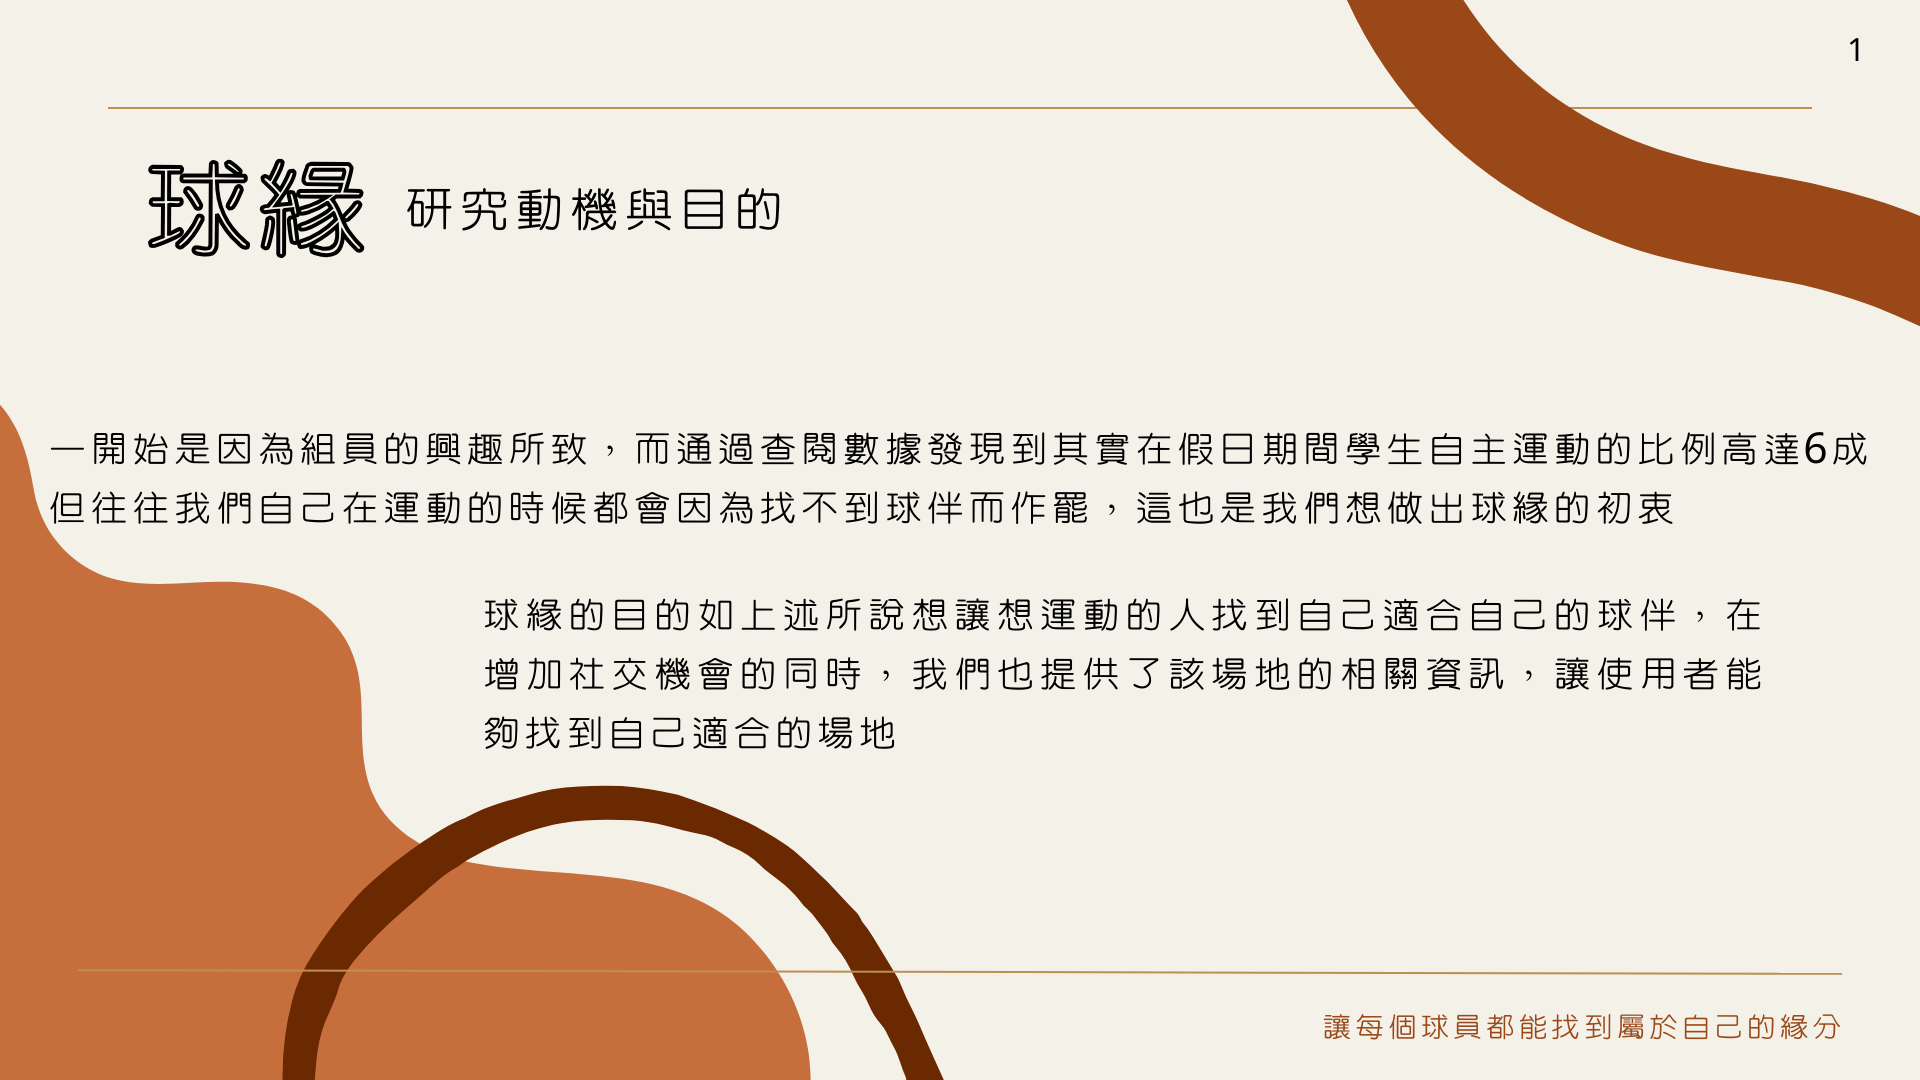 1
球緣 研究動機與目的
一開始是因為組員的興趣所致，而通過查閱數據發現到其實在假日期間學生自主運動的比例高達6成
但往往我們自己在運動的時候都會因為找不到球伴而作罷，這也是我們想做出球緣的初衷
球緣的目的如上述所說想讓想運動的人找到自己適合自己的球伴，在
增加社交機會的同時，我們也提供了該場地的相關資訊，讓使用者能
夠找到自己適合的場地
讓每個球員都能找到屬於自己的緣分